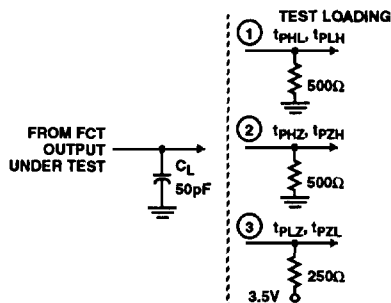 TEST LOADING
1 tPHL, tPLH
500Ω
2 tPHZ, tPZH
500Ω
3 tPLZ, tPZL
250Ω
3.5V
FROM FCT
OUTPUT
UNDER TEST
CL
50pF